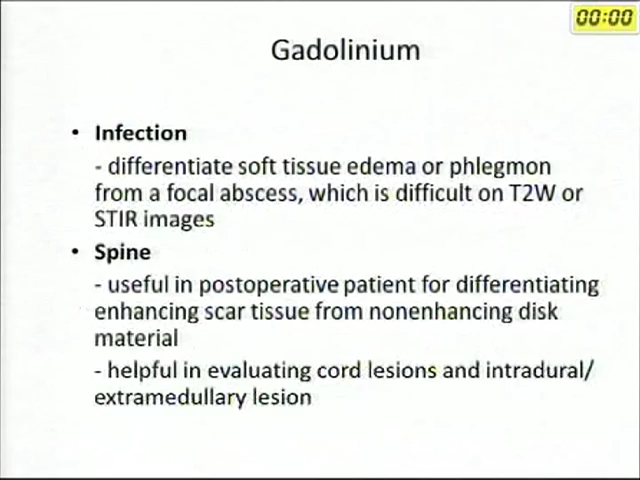 00:00
Gadolinium
• Infection
- differentiate soft tissue edema or phlegmon
from a focal abscess, which is difficult on T2W or
STIR images
• Spine
- useful in postoperative patient for differentiating
enhancing scar tissue from nonenhancing disk
material
- helpful in evaluating cord lesions and intradural/
extramedullary lesion